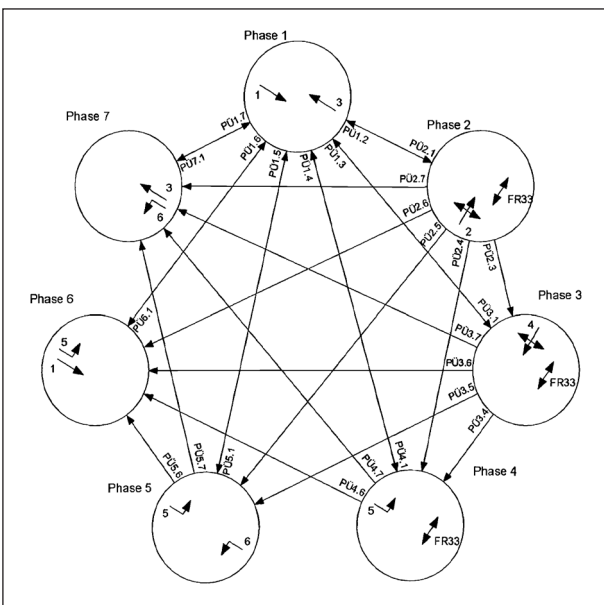 Phase 1
1
3
PÜ1.7
PÜ1.6
PÜ1.5
PÜ1.4
PÜ1.3
PÜ1.2
Phase 2
PÜ2.1
PÜ2.7
PÜ2.6
PÜ2.5
PÜ2.4
PÜ2.3
2
FR33
Phase 7
PÜ7.1
3
6
Phase 3
4
FR33
PÜ3.1
PÜ3.7
PÜ3.6
PÜ3.5
PÜ3.4
Phase 6
5
1
PÜ6.1
Phase 4
5
FR33
PÜ4.1
PÜ4.7
PÜ4.6
Phase 5
5
6
PÜ5.6
PÜ5.7
PÜ5.1